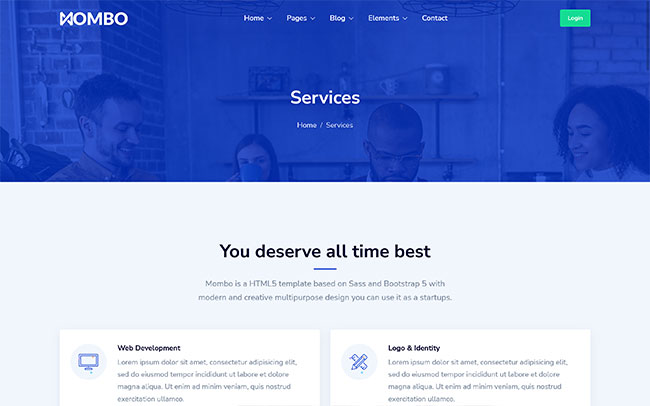 MOMBO
Home Pages Blog Elements Contact
Login
Services
Home / Services
You deserve all time best
Mombo is a HTML5 template based on Sass and Bootstrap 5 with
modern and creative multipurpose design you can use it as a startups.
Web Development
Lorem ipsum dolor sit amet, consectetur adipisicing elit,
sed do eiusmod tempor incididunt ut labore et dolore
magna aliqua. Ut enim ad minim veniam, quis nostrud
exercitation ullamco.
Logo & Identity
Lorem ipsum dolor sit amet, consectetur adipisicing elit,
sed do eiusmod tempor incididunt ut labore et dolore
magna aliqua. Ut enim ad minim veniam, quis nostrud
exercitation ullamco.